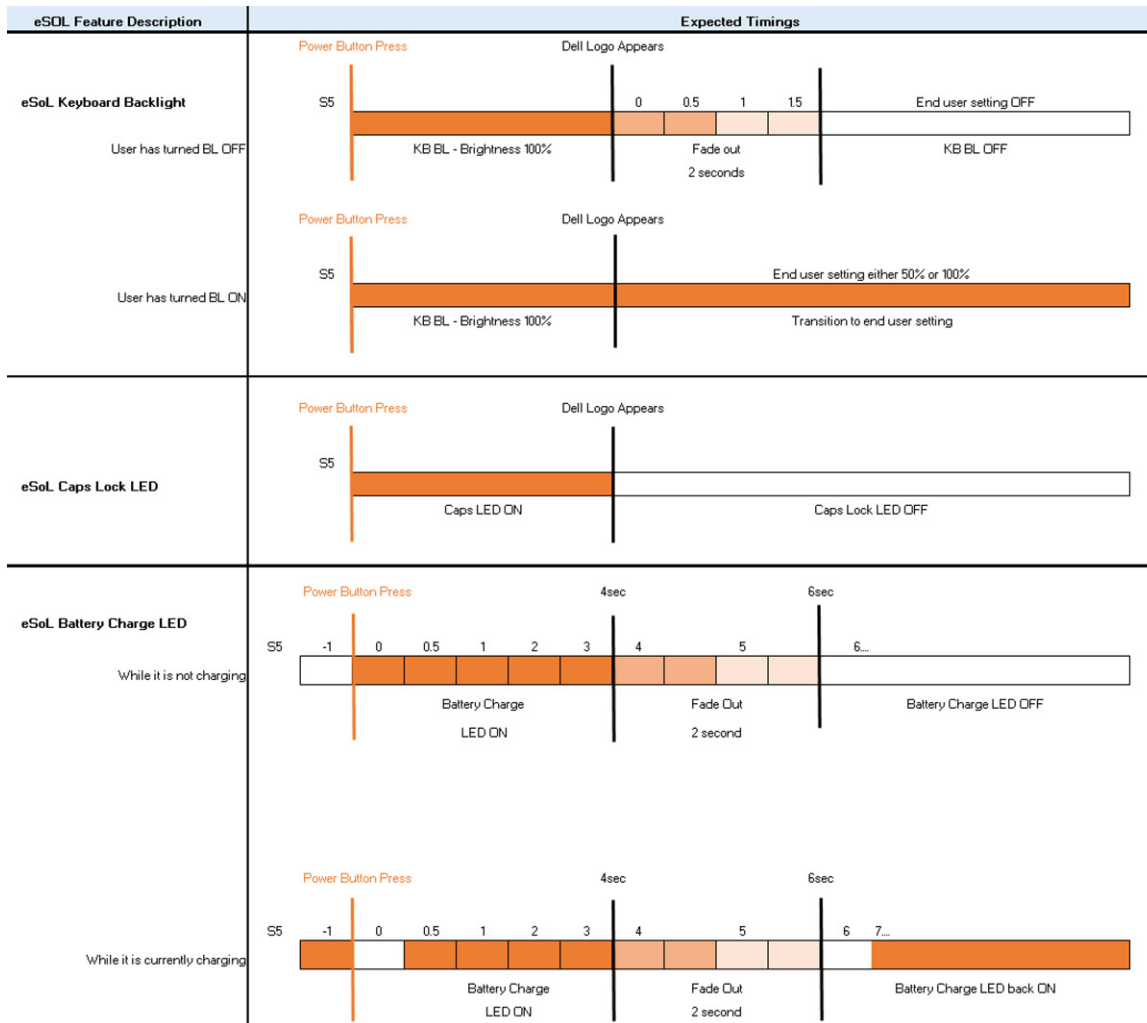 eSOL Feature Description
Expected Timings
Power Button Press
Dell Logo Appears
S5
0 0.5 1 1.5
End user setting OFF
eSoL Keyboard Backlight
User has turned BL OFF
KB BL - Brightness 100%
Fade out
2 seconds
KB BL OFF
Power Button Press
Dell Logo Appears
S5
End user setting either 50% or 100%
User has turned BL ON
KB BL - Brightness 100%
Transition to end user setting
Power Button Press
Dell Logo Appears
S5
eSoL Caps Lock LED
Caps LED ON
Caps Lock LED OFF
Power Button Press
4sec
6sec
eSoL Battery Charge LED
S5 -1 0 0.5 1 2 3 4 5 6....
While it is not charging
Battery Charge
LED ON
Fade Out
2 second
Battery Charge LED OFF
Power Button Press
4sec
6sec
S5 -1 0 0.5 1 2 3 4 5 6 7....
While it is currently charging
Battery Charge
LED ON
Fade Out
2 second
Battery Charge LED back ON